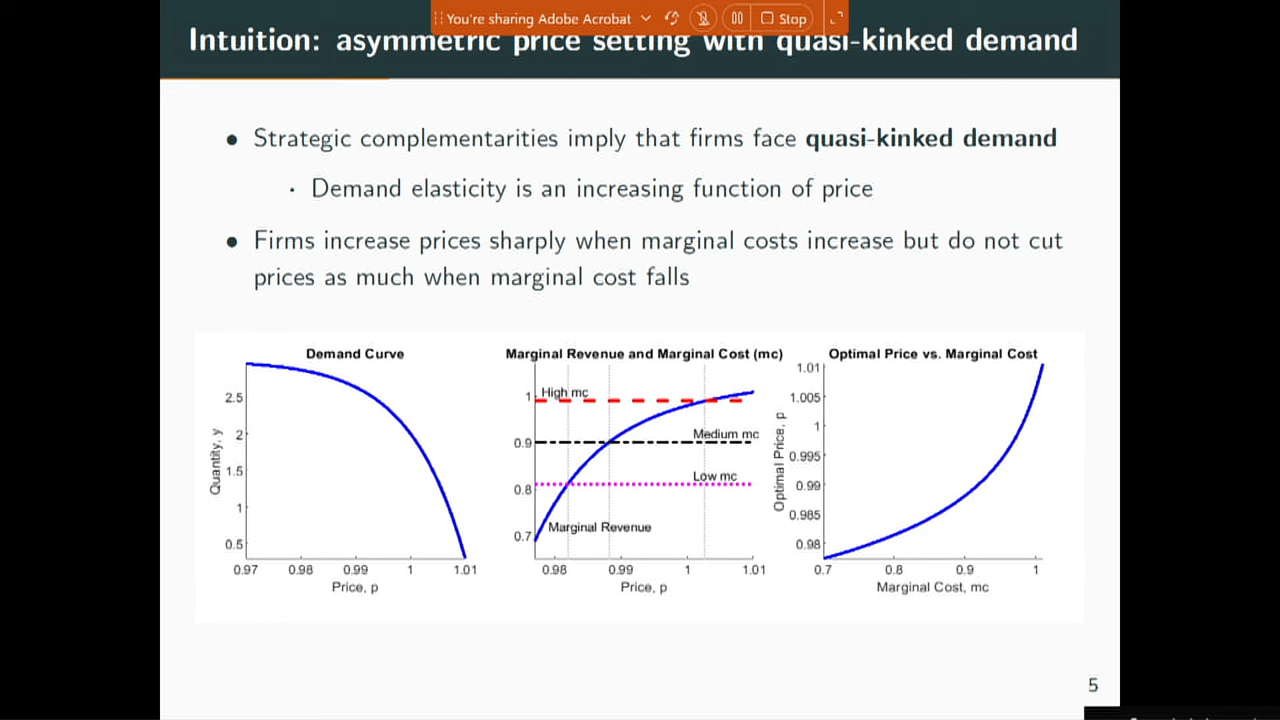 You're sharing Adobe Acrobat
Stop
Intuition: asymmetric price setting with quasi-kinked demand
• Strategic complementarities imply that firms face quasi-kinked demand
· Demand elasticity is an increasing function of price
• Firms increase prices sharply when marginal costs increase but do not cut
prices as much when marginal cost falls
Demand Curve
2.5
2
1.5
1
0.5
Quantity, y
0.97 0.98 0.99 1 1.01
Price, p
Marginal Revenue and Marginal Cost (mc)
1
0.9
0.8
0.7
High mc
Medium mc
Low mc
Marginal Revenue
0.98 0.99 1 1.01
Price, p
Optimal Price vs. Marginal Cost
1.01
1.005
1
0.995
0.99
0.985
0.98
Optimal Price, p
0.7 0.8 0.9 1
Marginal Cost, mc
5